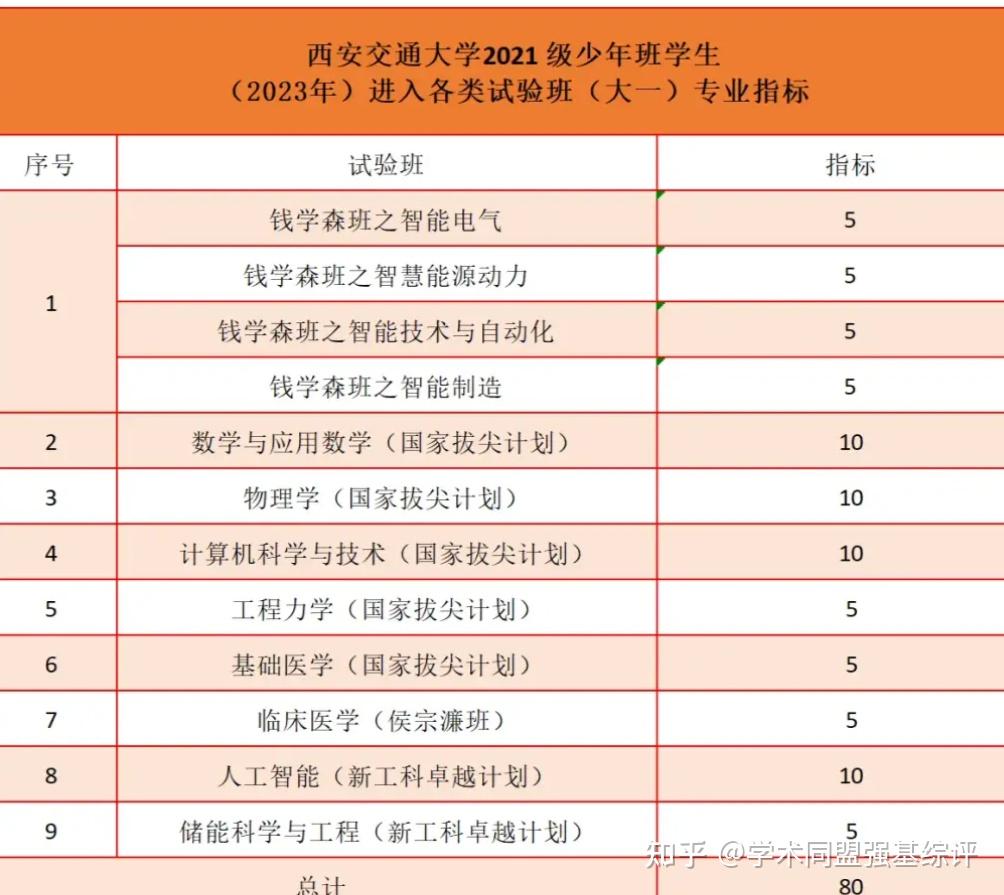 西安交通大学2021 级少年班学生
（2023年）进入各类试验班（大一）专业指标
序号 试验班 指标
1
钱学森班之智能电气 5
钱学森班之智慧能源动力 5
钱学森班之智能技术与自动化 5
钱学森班之智能制造 5
2 数学与应用数学（国家拔尖计划） 10
3 物理学（国家拔尖计划） 10
4 计算机科学与技术（国家拔尖计划） 10
5 工程力学（国家拔尖计划） 5
6 基础医学（国家拔尖计划） 5
7 临床医学（侯宗濂班） 5
8 人工智能（新工科卓越计划） 10
9 储能科学与工程（新工科卓越计划） 5
知乎 @学术同盟强基综评
总计 80